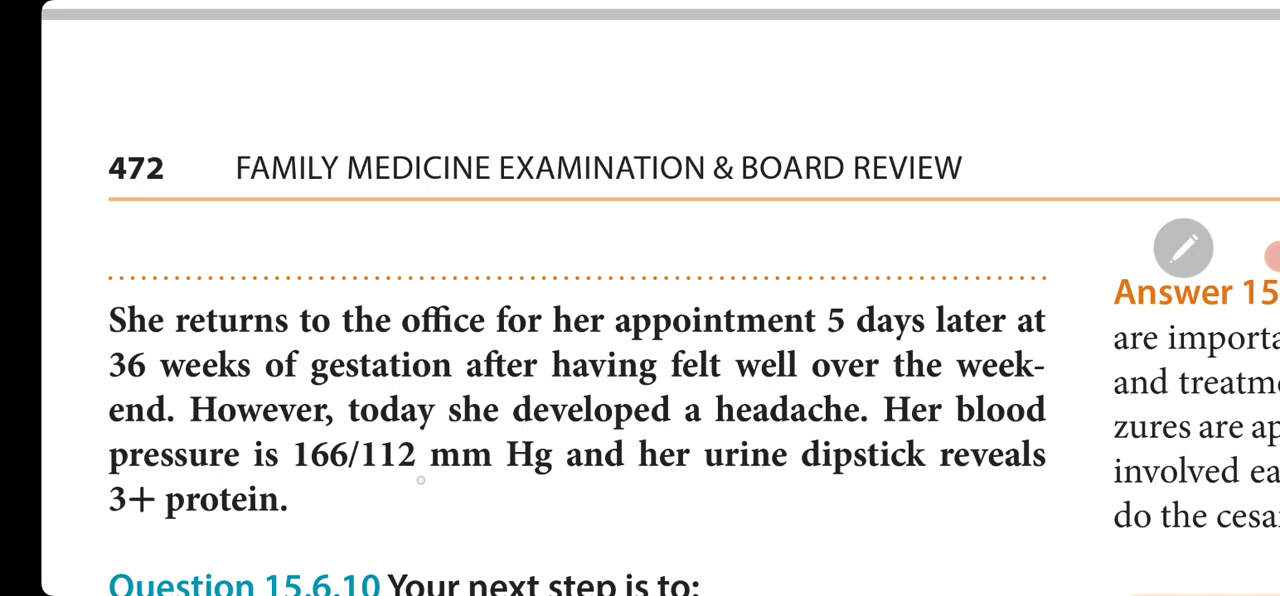 472 FAMILY MEDICINE EXAMINATION & BOARD REVIEW
She returns to the office for her appointment 5 days later at
36 weeks of gestation after having felt well over the week-
end. However, today she developed a headache. Her blood
pressure is 166/112 mm Hg and her urine dipstick reveals
3+ protein.
Question 15.6.10 Your next step is to:
Answer 15
are importa
and treatme
zures are ap
involved ea
do the cesa